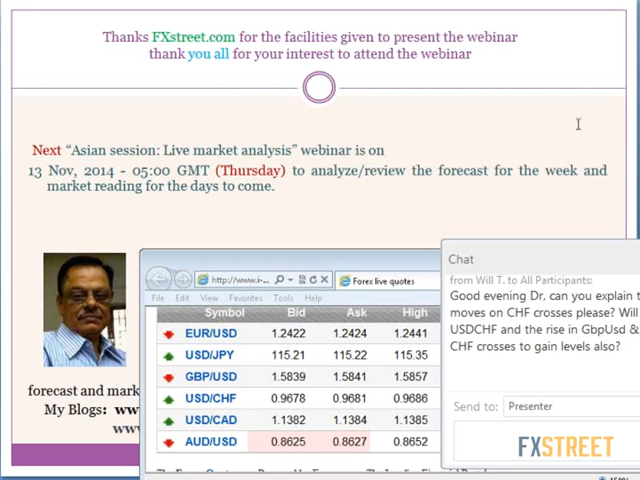 Thanks FXstreet.com for the facilities given to present the webinar
thank you all for your interest to attend the webinar
Next “Asian session: Live market analysis” webinar is on
13 Nov, 2014 - 05:00 GMT (Thursday) to analyze/review the forecast for the week and
market reading for the days to come.
forecast and mark
My Blogs: ww
www
http://www.i-...
Forex live quotes
File Edit View Favorites Tools Help
Symbol Bid Ask High
EUR/USD 1.2422 1.2424 1.2441
USD/JPY 115.21 115.22 115.35
GBP/USD 1.5839 1.5841 1.5857
USD/CHF 0.9678 0.9681 0.9686
USD/CAD 1.1382 1.1384 1.1385
AUD/USD 0.8625 0.8627 0.8652
Chat
from Will T. to All Participants:
Good evening Dr, can you explain t
moves on CHF crosses please? Will
USDCHF and the rise in GbpUsd &
CHF crosses to gain levels also?
Send to: Presenter
FXSTREET